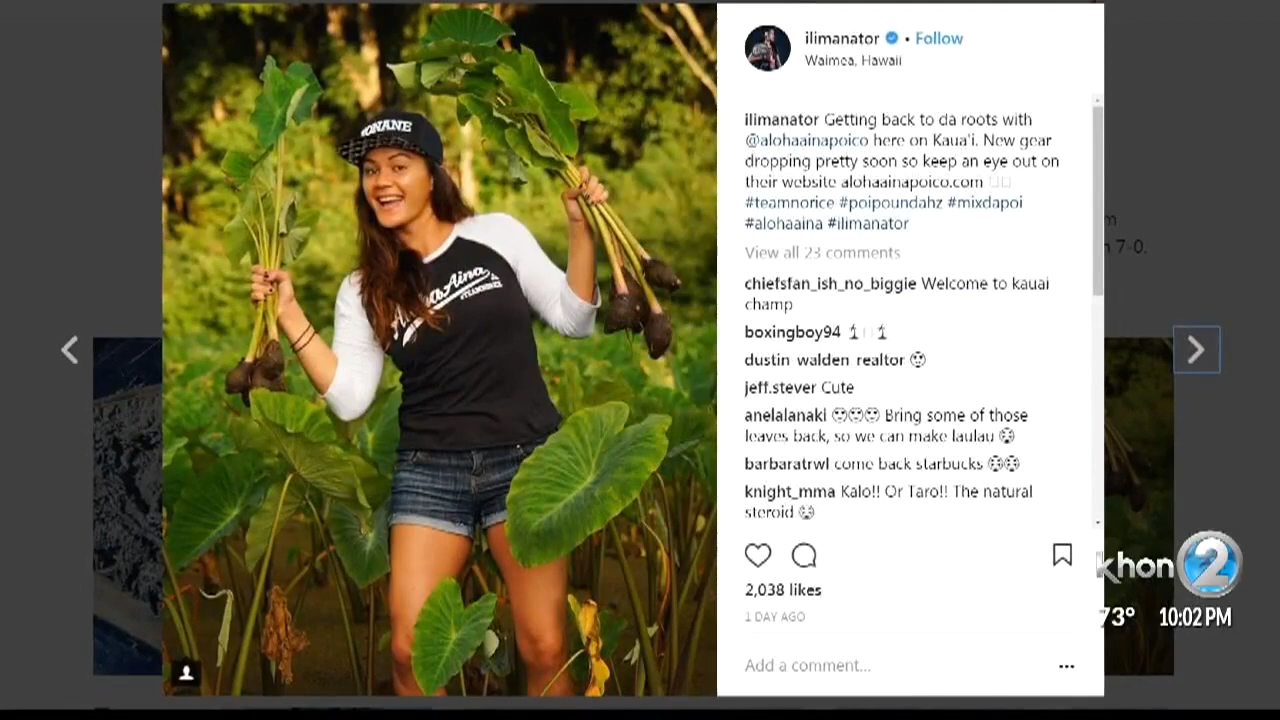 ilimanator • Follow
Waimea, Hawaii
ilimanator Getting back to da roots with
@alohaainapoico here on Kaua'i. New gear
dropping pretty soon so keep an eye out on
their website alohaainapoico.com
#teamnorice #poipoundahz #mixdapoi
#alohaaina #ilimanator
View all 23 comments
chiefsfan_ish_no_biggie Welcome to kauai
champ
boxingboy94
dustin_walden_realtor
jeff.stever Cute
anelalanaki Bring some of those
leaves back, so we can make laulau
barbaratrwl come back starbucks
knight_mma Kalo!! Or Taro!! The natural
steroid
2,038 likes
1 DAY AGO
Add a comment...
Aina
7-0.
khon 2
73° 10:02 PM